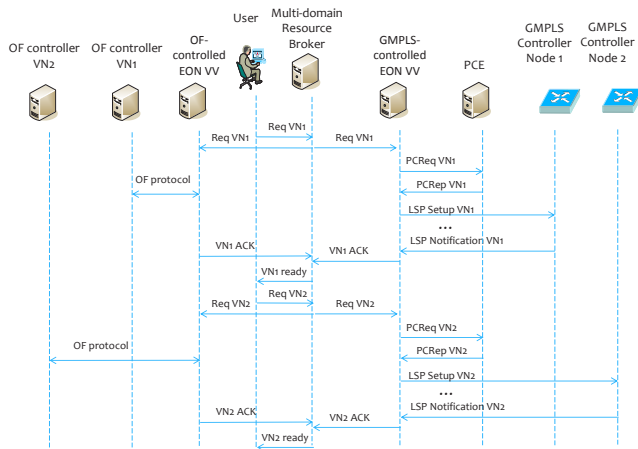 OF controller
VN2
OF controller
VN1
OF-
controlled
EON VV
User
Multi-domain
Resource
Broker
GMPLS-
controlled
EON VV
PCE
GMPLS
Controller
Node 1
GMPLS
Controller
Node 2
Req VN1
Req VN1
Req VN1
PCReq VN1
PCRep VN1
OF protocol
LSP Setup VN1
...
LSP Notification VN1
VN1 ACK
VN1 ACK
VN1 ready
Req VN2
Req VN2
Req VN2
PCReq VN2
OF protocol
PCRep VN2
LSP Setup VN2
...
LSP Notification VN2
VN2 ACK
VN2 ACK
VN2 ready